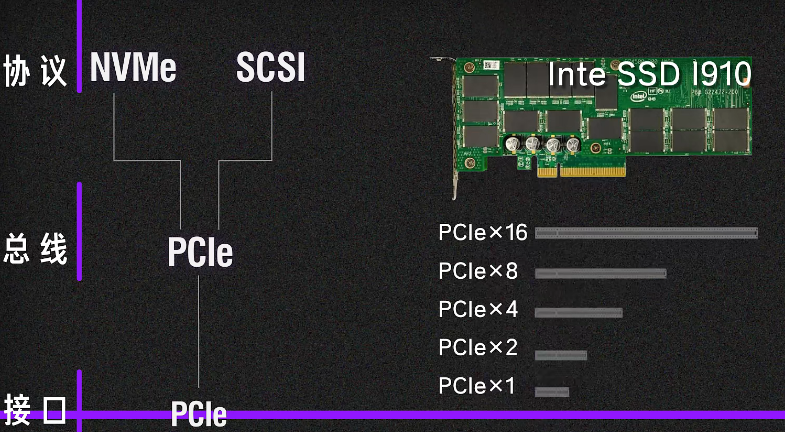 协议
NVMe
SCSI
Inte SSD I910
intel
总线
PCIe
PCIe×16
PCIe×8
PCIe×4
PCIe×2
PCIe×1
接口
PCIe